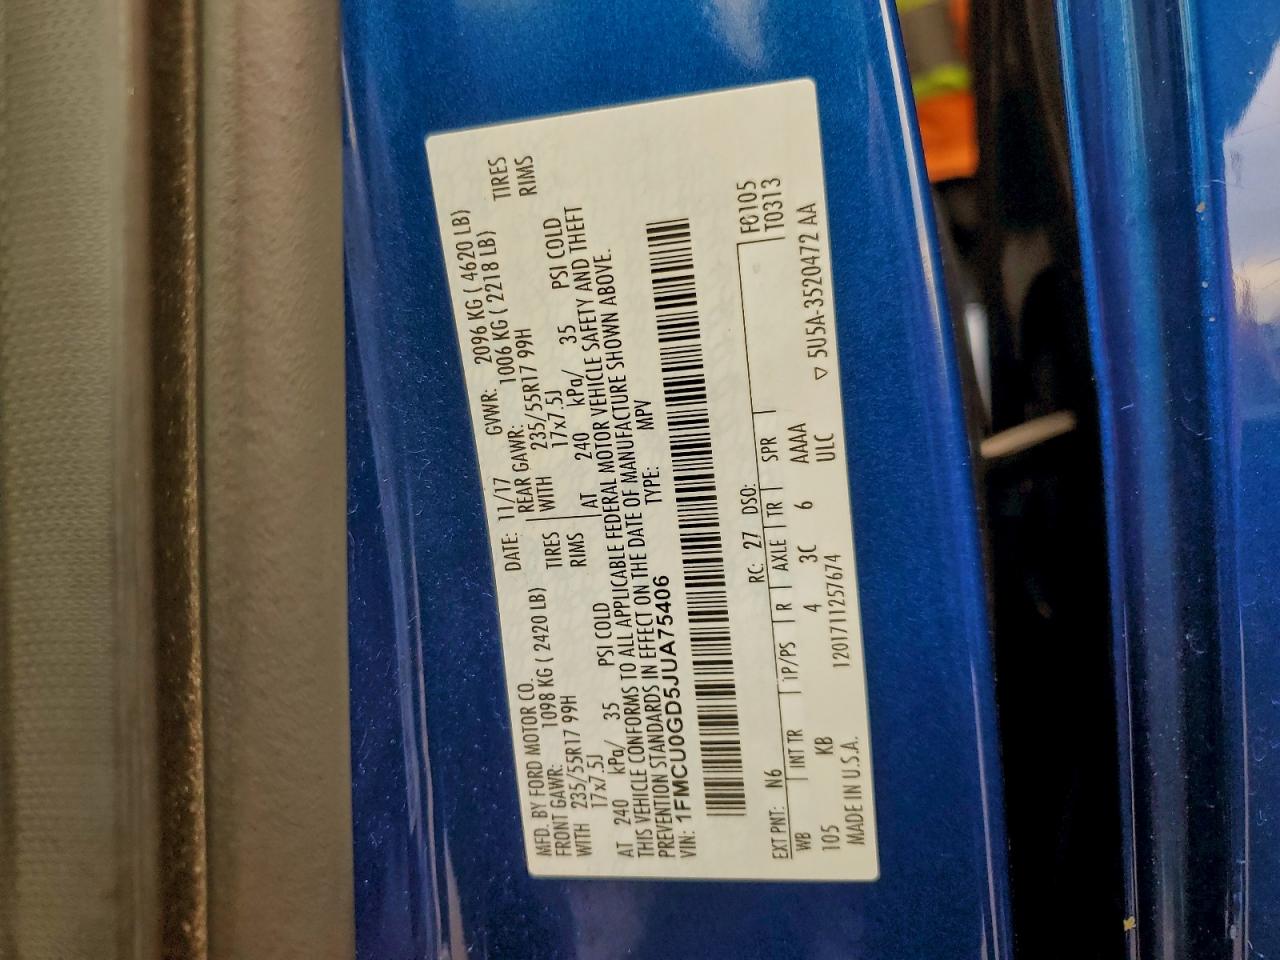 MFD. BY FORD MOTOR CO.
DATE: 11/17 GVWR: 2096 KG ( 4620 LB)
FRONT GAWR: 1098 KG ( 2420 LB) REAR GAWR: 1006 KG ( 2218 LB)
WITH 235/55R17 99H TIRES WITH 235/55R17 99H TIRES
17x7.5J RIMS 17x7.5J RIMS
AT 240 kPa/ 35 PSI COLD AT 240 kPa/ 35 PSI COLD
THIS VEHICLE CONFORMS TO ALL APPLICABLE FEDERAL MOTOR VEHICLE SAFETY AND THEFT
PREVENTION STANDARDS IN EFFECT ON THE DATE OF MANUFACTURE SHOWN ABOVE.
VIN: 1FMCU0GD5JUA75406 TYPE: MPV
F0105
T0313
EXT PNT: N6 RC: 27 DSO:
WB INT TR TP/PS R AXLE TR SPR
105 KB 4 3C 6 AAAA
MADE IN U.S.A. 120171125​7674 ULC ▽ 5U5A-3520472 AA